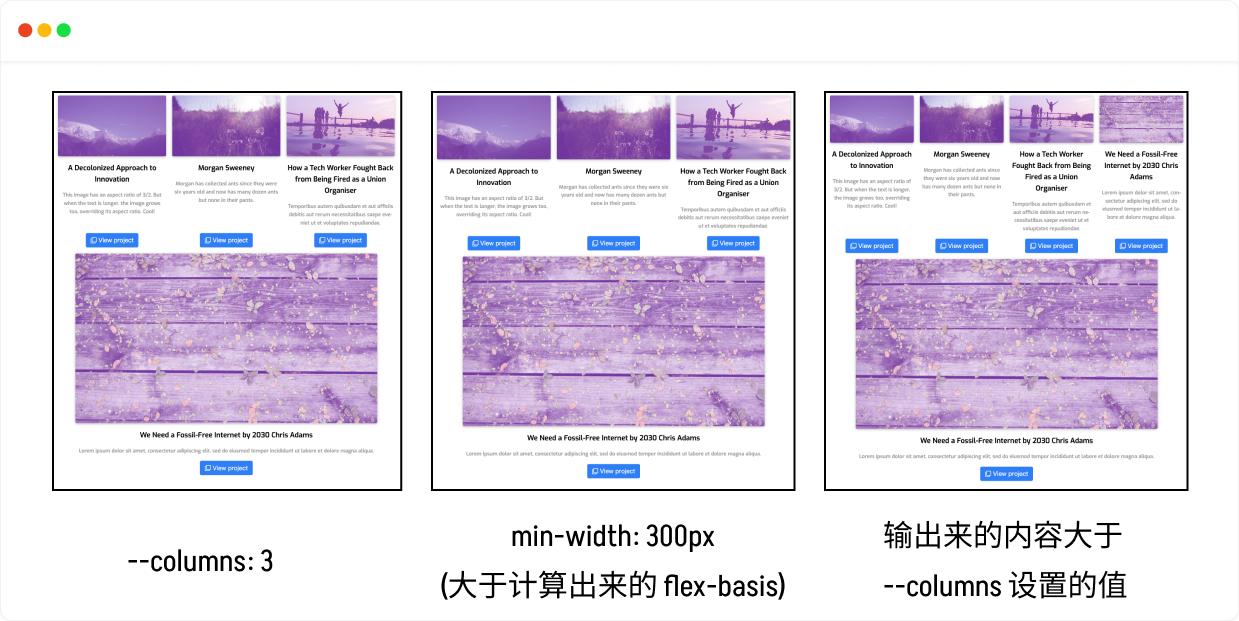 A Decolonized Approach to
Innovation
This image has an aspect ratio of 3/2. But
when the text is longer, the image grows
too, overriding its aspect ratio. Cool!
View project
Morgan Sweeney
Morgan has collected ants since they were
six years old and now has many dozen ants
but none in their pants.
View project
How a Tech Worker Fought Back
from Being Fired as a Union
Organiser
Temporibus autem quibusdam et aut officiis
debitis aut rerum necessitatibus saepe eve-
niet ut et voluptates repudiandae
View project
We Need a Fossil-Free Internet by 2030 Chris Adams
Lorem ipsum dolor sit amet, consectetur adipiscing elit, sed do eiusmod tempor incididunt ut labore et dolore magna aliqua.
View project
--columns: 3
A Decolonized Approach to
Innovation
This image has an aspect ratio of 3/2. But
when the text is longer, the image grows too,
overriding its aspect ratio. Cool!
View project
Morgan Sweeney
Morgan has collected ants since they were six
years old and now has many dozen ants but
none in their pants.
View project
How a Tech Worker Fought Back
from Being Fired as a Union
Organiser
Temporibus autem quibusdam et aut officiis
debitis aut rerum necessitatibus saepe eveniet
ut et voluptates repudiandae
View project
We Need a Fossil-Free Internet by 2030 Chris Adams
Lorem ipsum dolor sit amet, consectetur adipiscing elit, sed do eiusmod tempor incididunt ut labore et dolore magna aliqua.
View project
min-width: 300px
(大于计算出来的 flex-basis)
A Decolonized Approach
to Innovation
This image has an aspect ratio of
3/2. But when the text is longer,
the image grows too, overriding
its aspect ratio. Cool!
View project
Morgan Sweeney
Morgan has collected ants since
they were six years old and now
has many dozen ants but none in
their pants.
View project
How a Tech Worker
Fought Back from Being
Fired as a Union
Organiser
Temporibus autem quibusdam et
aut officiis debitis aut rerum ne-
cessitatibus saepe eveniet ut et
voluptates repudiandae
View project
We Need a Fossil-Free
Internet by 2030 Chris
Adams
Lorem ipsum dolor sit amet, con-
sectetur adipiscing elit, sed do
eiusmod tempor incididunt ut la-
bore et dolore magna aliqua.
View project
We Need a Fossil-Free Internet by 2030 Chris Adams
Lorem ipsum dolor sit amet, consectetur adipiscing elit, sed do eiusmod tempor incididunt ut labore et dolore magna aliqua.
View project
输出来的内容大于
--columns 设置的值